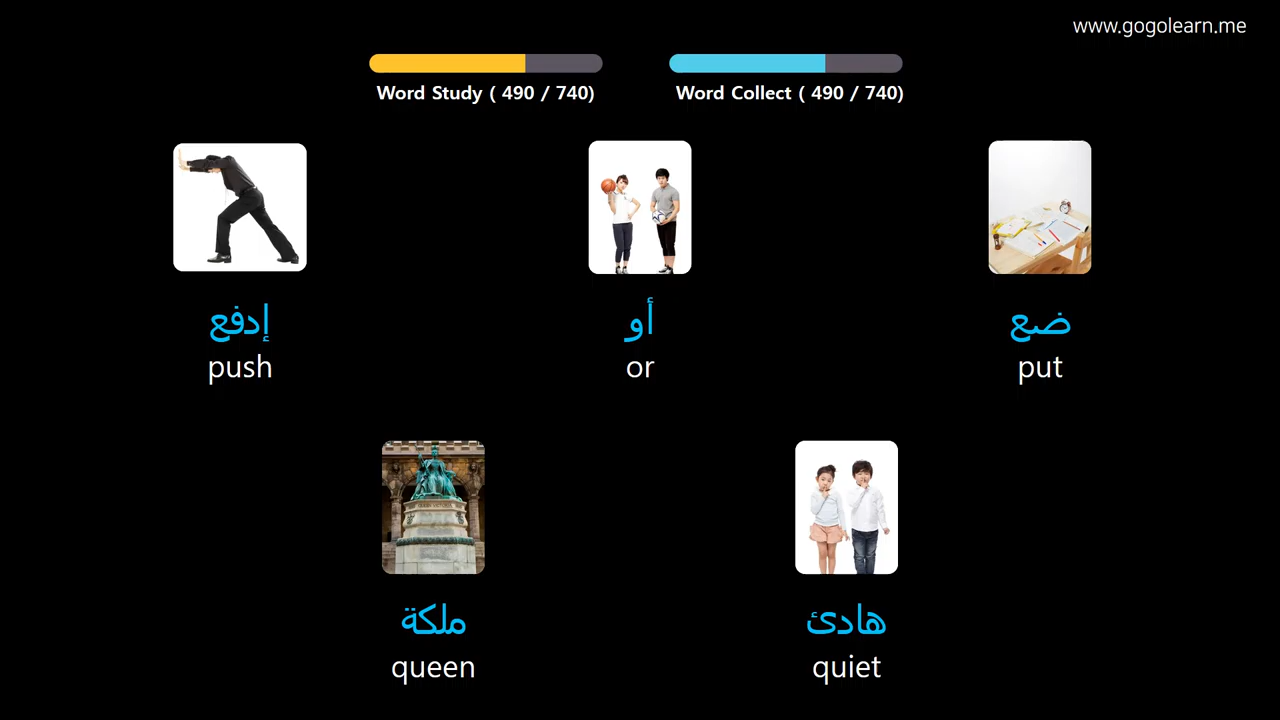 www.gogolearn.me
Word Study ( 490 / 740)
Word Collect ( 490 / 740)
إدفع
push
أو
or
ضع
put
ملكة
queen
هادئ
quiet